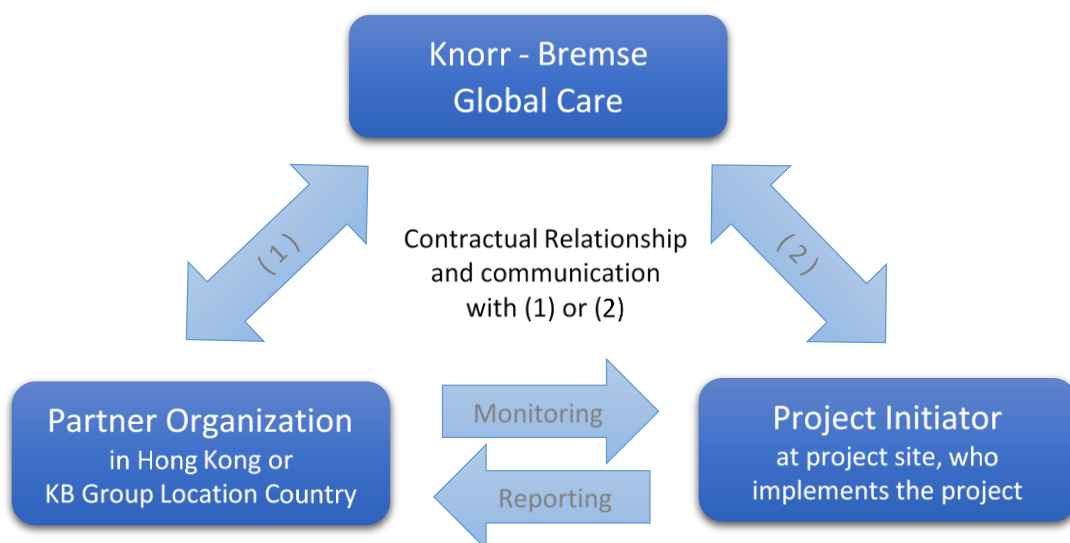 Knorr - Bremse
Global Care
(1)
(2)
Contractual Relationship
and communication
with (1) or (2)
Partner Organization
in Hong Kong or
KB Group Location Country
Monitoring
Reporting
Project Initiator
at project site, who
implements the project